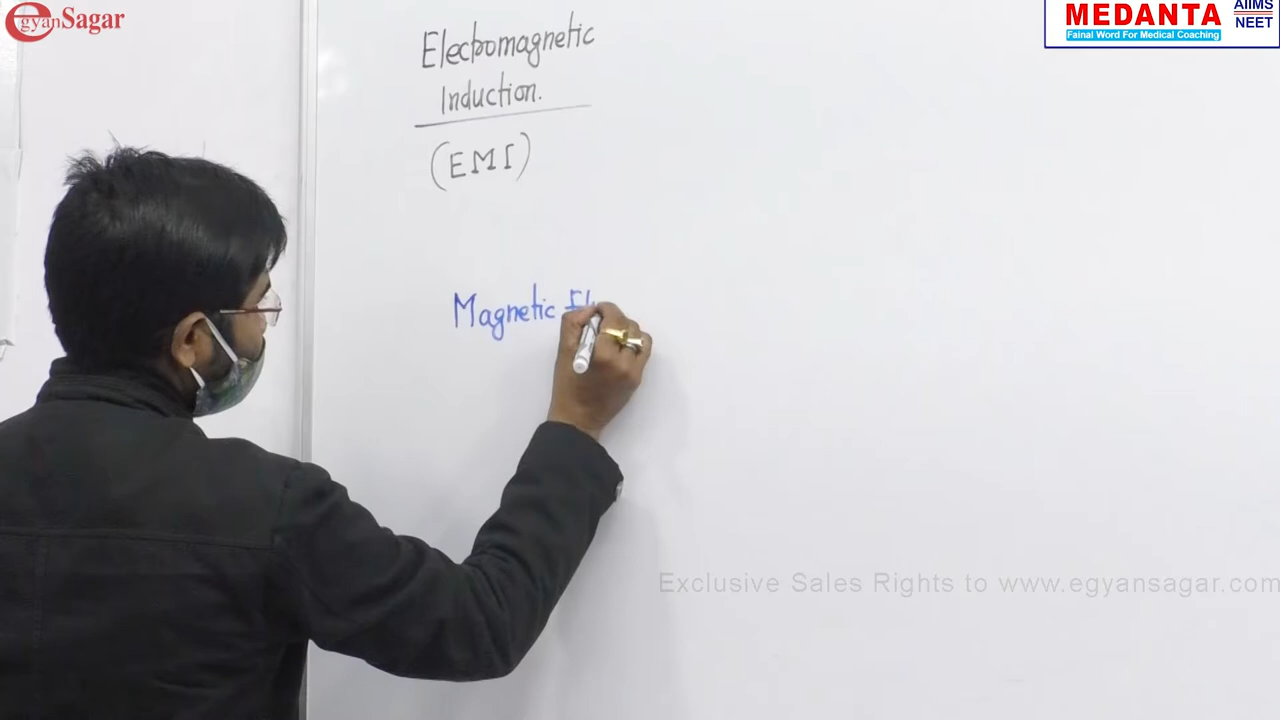 egyanSagar
MEDANTA
Fainal Word For Medical Coaching
AIIMS
NEET
Electromagnetic
Induction.
(EMI)
Magnetic
Exclusive Sales Rights to www.egyansagar.com